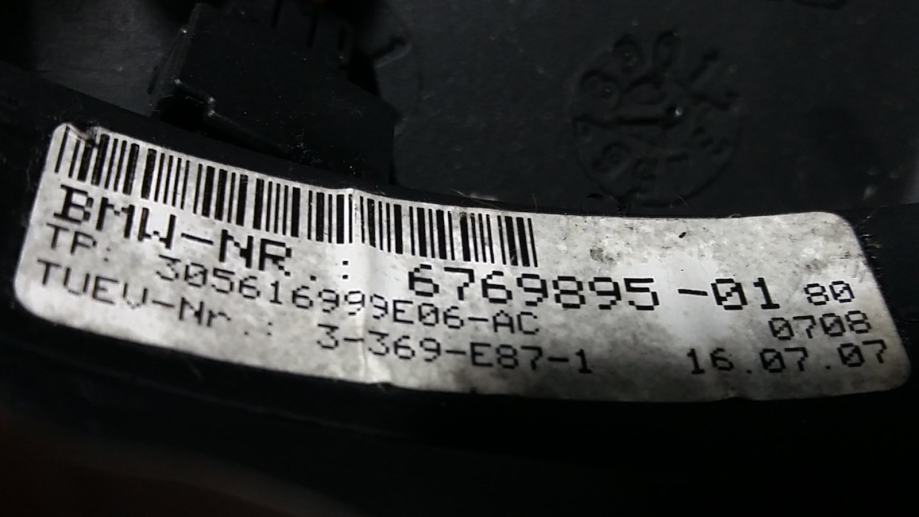 BMW-NR.: 6769895-01 80
TP: 305616999E06-AC 0708
TUEV-Nr.: 3-369-E87-1 16.07.07